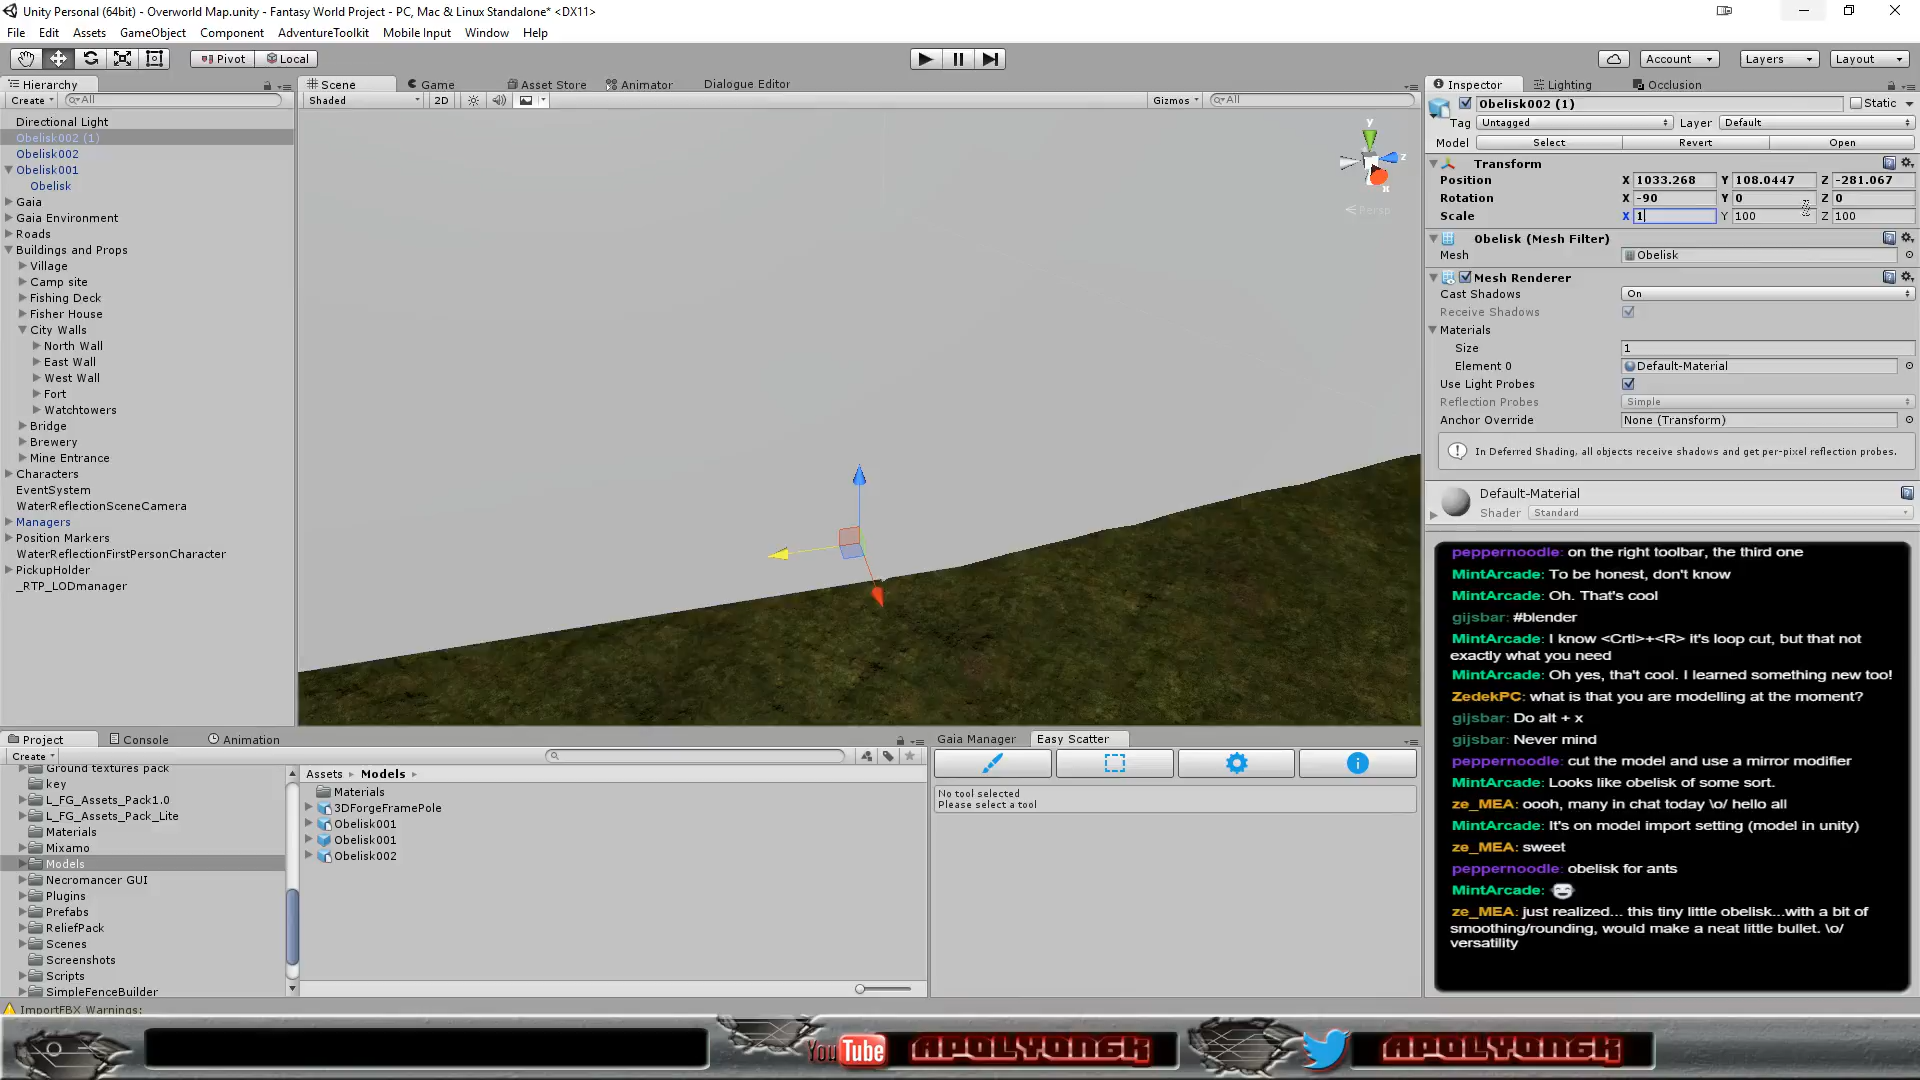 Unity Personal (64bit) - Overworld Map.unity - Fantasy World Project - PC, Mac & Linux Standalone* <DX11>
File Edit Assets GameObject Component AdventureToolkit Mobile Input Window Help
Pivot Local Account Layers Layout
Hierarchy Scene Game Asset Store Animator Dialogue Editor Inspector Lighting Occlusion
Create All Shaded 2D Gizmos All
Obelisk002 (1) Static
Tag Untagged Layer Default
Model Select Revert Open
Directional Light
Obelisk002 (1)
Obelisk002
Obelisk001
Obelisk
Gaia
Gaia Environment
Roads
Buildings and Props
Village
Camp site
Fishing Deck
Fisher House
City Walls
North Wall
East Wall
West Wall
Fort
Watchtowers
Bridge
Brewery
Mine Entrance
Characters
EventSystem
WaterReflectionSceneCamera
Managers
Position Markers
WaterReflectionFirstPersonCharacter
PickupHolder
_RTP_LODmanager
y
z
x
Persp
Transform
Position X 1033.268 Y 108.0447 Z -281.067
Rotation X -90 Y 0 Z 0
Scale X 1 Y 100 Z 100
Obelisk (Mesh Filter)
Mesh Obelisk
Mesh Renderer
Cast Shadows On
Receive Shadows
Materials
Size 1
Element 0 Default-Material
Use Light Probes
Reflection Probes Simple
Anchor Override None (Transform)
In Deferred Shading, all objects receive shadows and get per-pixel reflection probes.
Default-Material
Shader Standard
Project Console Animation
Create
Ground textures pack
key
L_FG_Assets_Pack1.0
L_FG_Assets_Pack_Lite
Materials
Mixamo
Models
Necromancer GUI
Plugins
Prefabs
ReliefPack
Scenes
Screenshots
Scripts
SimpleFenceBuilder
Assets Models
Materials
3DForgeFramePole
Obelisk001
Obelisk001
Obelisk002
Gaia Manager Easy Scatter
No tool selected
Please select a tool
peppernoodle: on the right toolbar, the third one
MintArcade: To be honest, don't know
MintArcade: Oh. That's cool
gijsbar: #blender
MintArcade: I know <Crtl>+<R> it's loop cut, but that not
exactly what you need
MintArcade: Oh yes, tha't cool. I learned something new too!
ZedekPC: what is that you are modelling at the moment?
gijsbar: Do alt + x
gijsbar: Never mind
peppernoodle: cut the model and use a mirror modifier
MintArcade: Looks like obelisk of some sort.
ze_MEA: oooh, many in chat today \o/ hello all
MintArcade: It's on model import setting (model in unity)
ze_MEA: sweet
peppernoodle: obelisk for ants
MintArcade:
ze_MEA: just realized... this tiny little obelisk...with a bit of
smoothing/rounding, would make a neat little bullet. \o/
versatility
ImportFBX Warnings:
YouTube APOLYON6K APOLYON6K